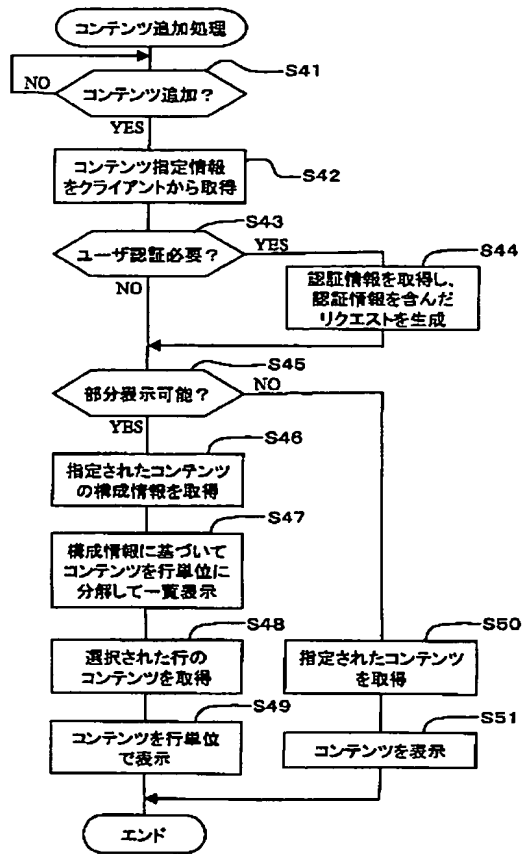 コンテンツ追加処理
S41
NO
コンテンツ追加？
YES
コンテンツ指定情報
をクライアントから取得
S42
S43
ユーザ認証必要？
YES
NO
S44
認証情報を取得し、
認証情報を含んだ
リクエストを生成
S45
部分表示可能？
NO
YES
S46
指定されたコンテンツ
の構成情報を取得
S47
構成情報に基づいて
コンテンツを行単位に
分解して一覧表示
S48
選択された行の
コンテンツを取得
S50
指定されたコンテンツ
を取得
S49
コンテンツを行単位
で表示
S51
コンテンツを表示
エンド